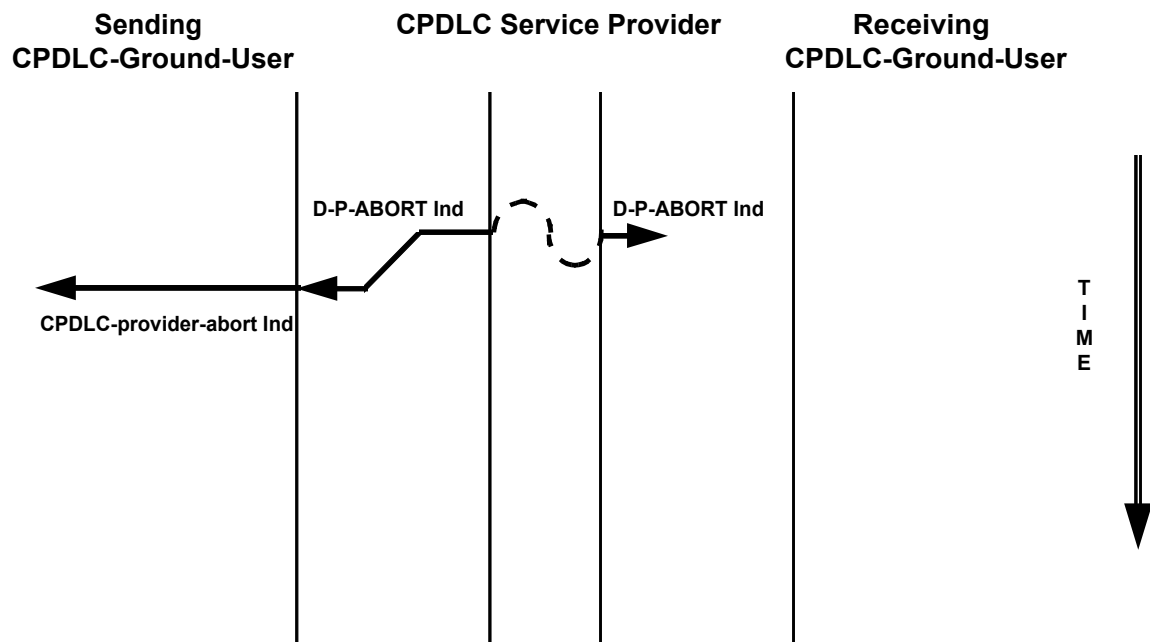 Sending
CPDLC-Ground-User
CPDLC Service Provider
Receiving
CPDLC-Ground-User
D-P-ABORT Ind
D-P-ABORT Ind
CPDLC-provider-abort Ind
T
I
M
E